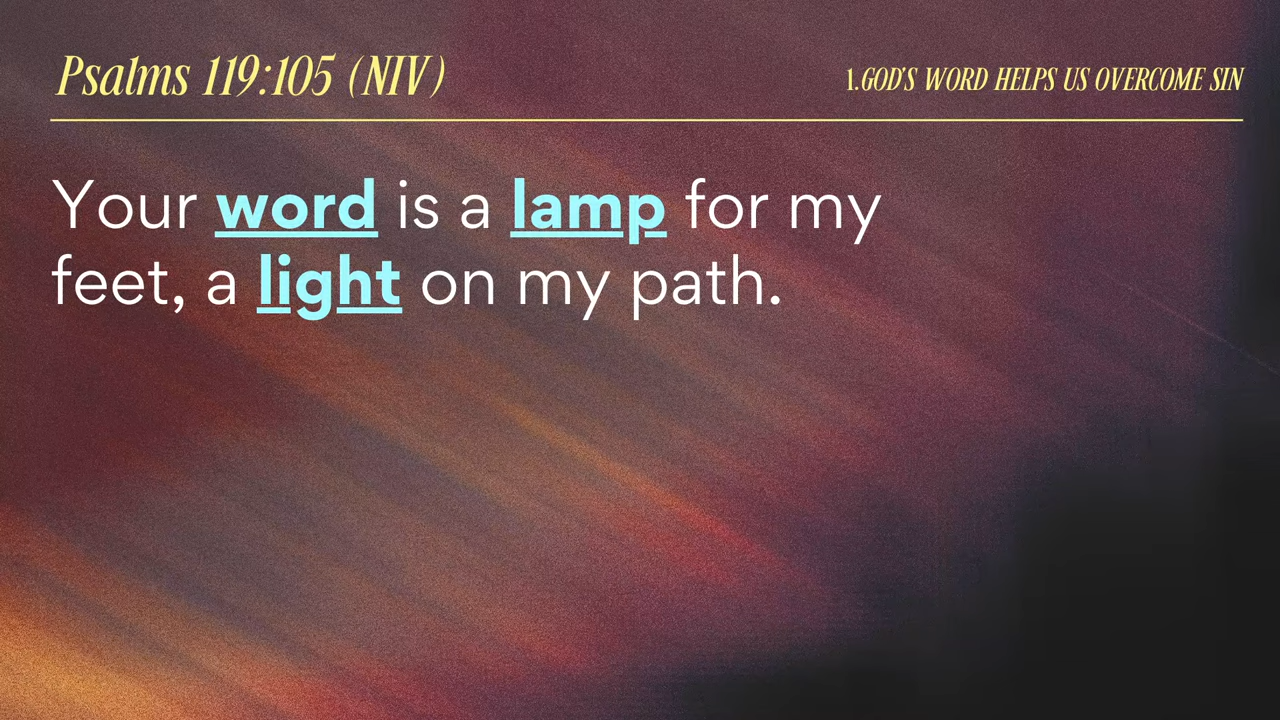 Psalms 119:105 (NIV)
1.GOD'S WORD HELPS US OVERCOME SIN
Your word is a lamp for my
feet, a light on my path.